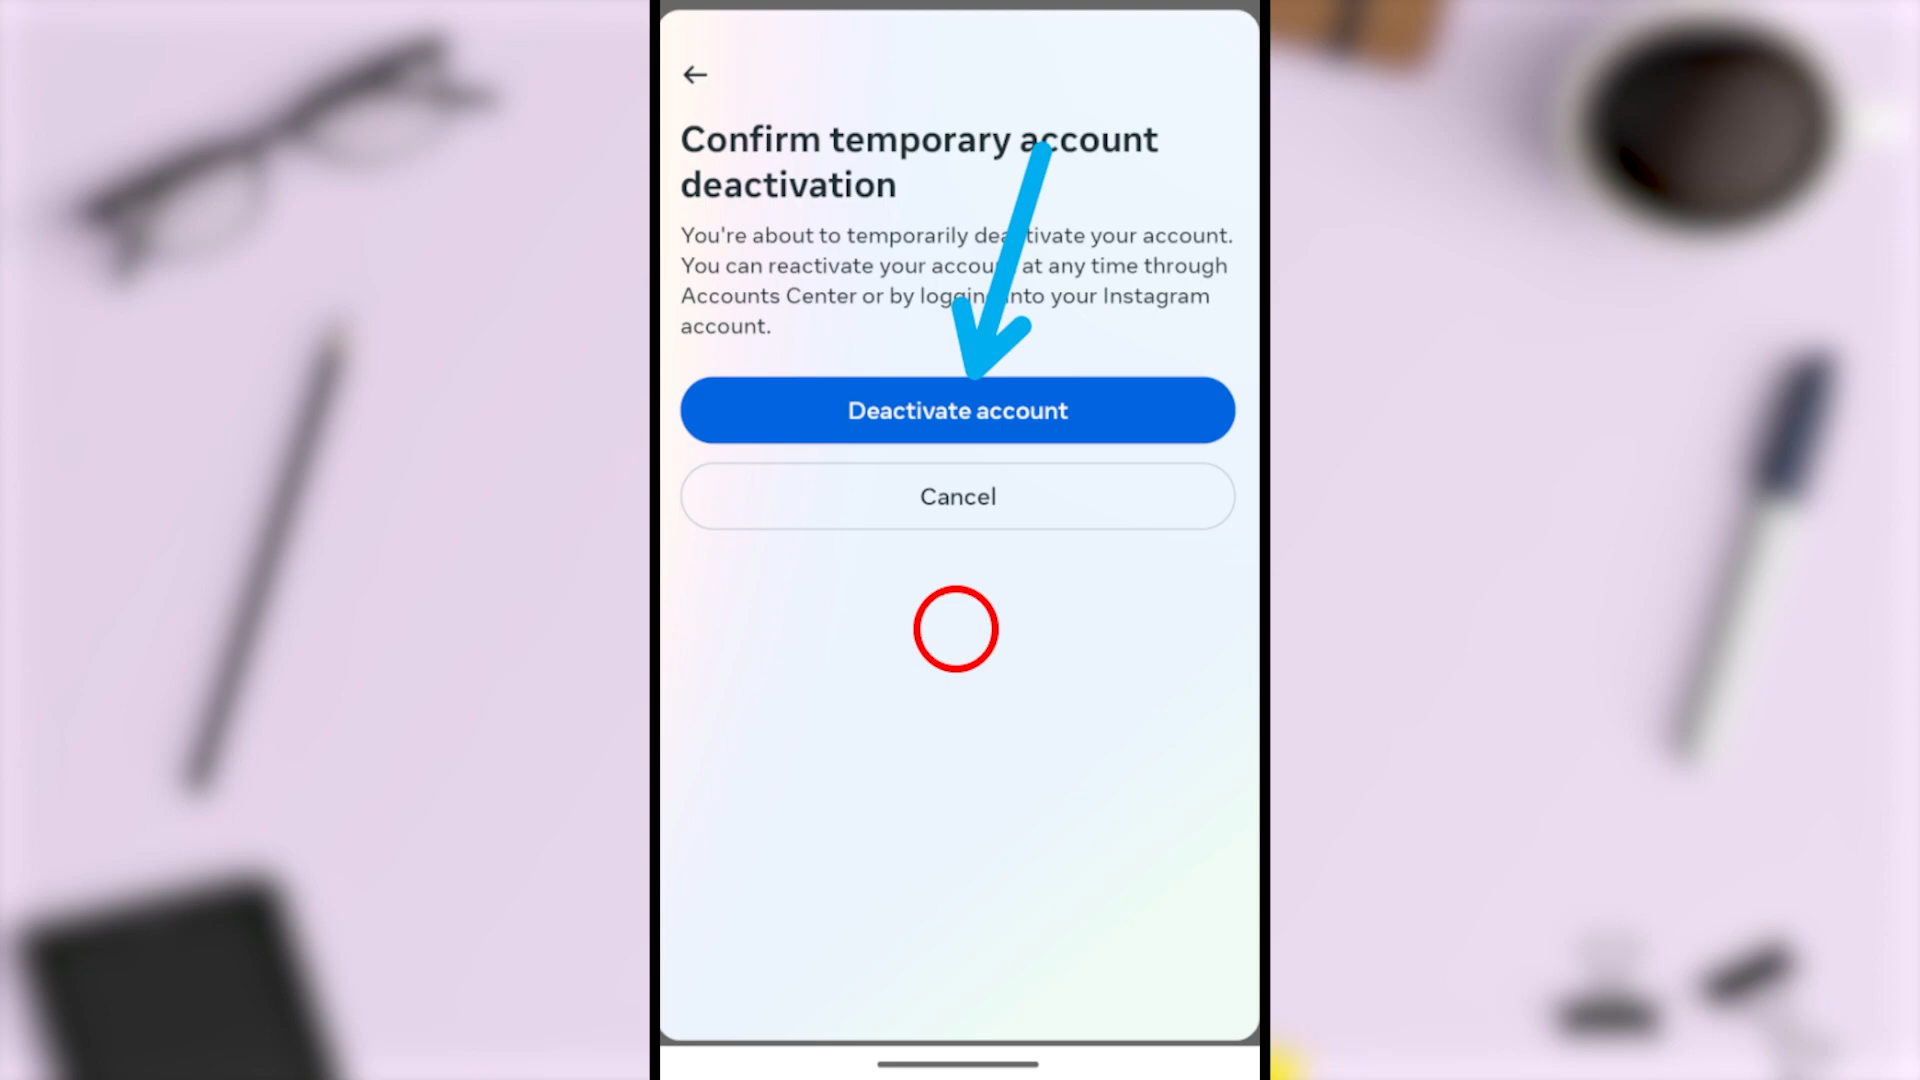 Confirm temporary account
deactivation
You're about to temporarily deactivate your account.
You can reactivate your account at any time through
Accounts Center or by logging into your Instagram
account.
Deactivate account
Cancel